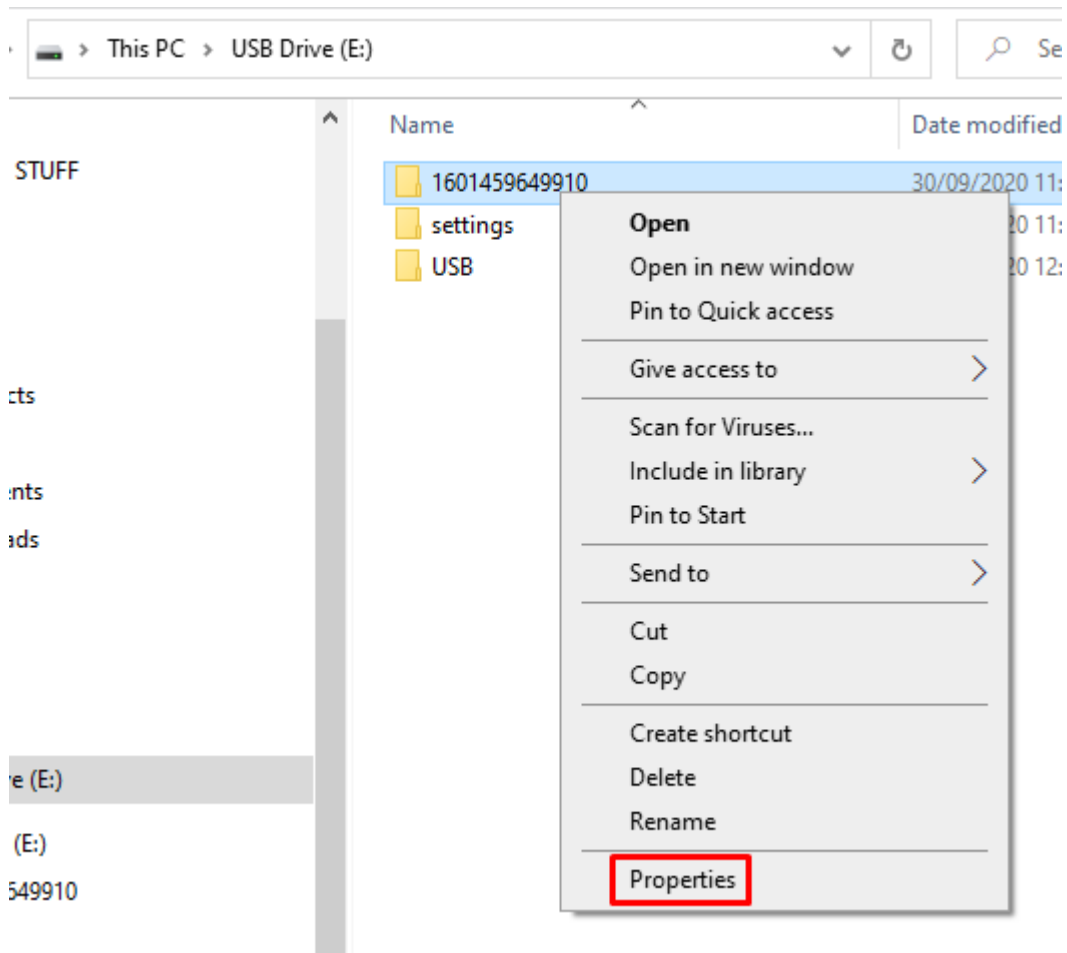 This PC > USB Drive (E:)
Se
Name
Date modified
STUFF
cts
ents
ads
e (E:)
(E:)
649910
1601459649910
30/09/2020 11:
settings
20 11:
USB
20 12:
Open
Open in new window
Pin to Quick access
Give access to
Scan for Viruses...
Include in library
Pin to Start
Send to
Cut
Copy
Create shortcut
Delete
Rename
Properties